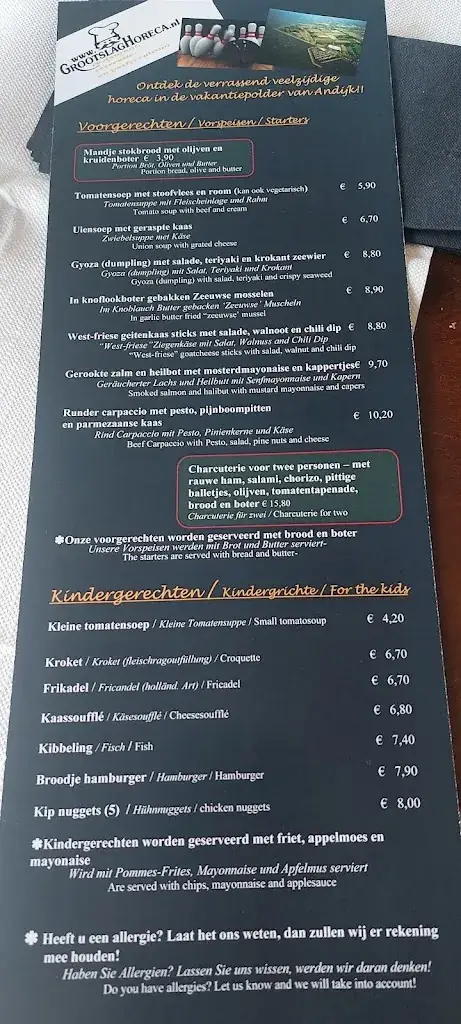 www.
GROOTSLAGHORECA.nl
Ontdek de verrassend veelzijdige
horeca in de vakantiepolder van Andijk!!
Voorgerechten / Vorspeisen / Starters
Mandje stokbrood met olijven en
kruidenboter € 3,90
Portion Bröt, Oliven und Butter
Portion bread, olive and butter
Tomatensoep met stoofvlees en room (kan ook vegetarisch) € 5,90
Tomatensuppe mit Fleischeinlage und Rahm
Tomato soup with beef and cream
Uiensoep met geraspte kaas € 6,70
Zwiebelsuppe met Käse
Union soup with grated cheese
Gyoza (dumpling) met salade, teriyaki en krokant zeewier € 8,80
Gyoza (dumpling) mit Salat, Teriyaki und Krokant
Gyoza (dumpling) with salad, teriyaki and crispy seaweed
In knoflookboter gebakken Zeeuwse mosselen € 8,90
Im Knoblauch Butter gebacken 'Zeeuwse' Muscheln
In garlic butter fried "zeeuwse' mussel
West-friese geitenkaas sticks met salade, walnoot en chili dip € 8,80
"West-friese"Ziegenkäse mit Salat, Walnuss and Chili Dip
"West-friese" goatcheese sticks with salad, walnut and chili dip
Gerookte zalm en heilbot met mosterdmayonaise en kappertjes€ 9,70
Geräucherter Lachs und Heilbutt mit Senfmayonnaise und Kapern
Smoked salmon and halibut with mustard mayonnaise and capers
Runder carpaccio met pesto, pijnboompitten
en parmezaanse kaas € 10,20
Rind Carpaccio mit Pesto, Pinienkerne und Käse
Beef Carpaccio with Pesto, salad, pine nuts and cheese
Charcuterie voor twee personen – met
rauwe ham, salami, chorizo, pittige
balletjes, olijven, tomatentapenade,
brood en boter € 15,80
Charcuterie für zwei / Charcuterie for two
✽Onze voorgerechten worden geserveerd met brood en boter
Unsere Vorspeisen werden mit Brot und Butter serviert-
The starters are served with bread and butter-
Kindergerechten / Kindergrichte / For the kids
Kleine tomatensoep / Kleine Tomatensuppe / Small tomatosoup € 4,20
Kroket / Kroket (fleischragoutfüllung) / Croquette € 6,70
Frikadel / Fricandel (holländ. Art) / Fricadel € 6,70
Kaassoufflé / Käsesoufflé / Cheesesoufflé € 6,80
Kibbeling / Fisch / Fish € 7,40
Broodje hamburger / Hamburger / Hamburger € 7,90
Kip nuggets (5) / Hühnnuggets / chicken nuggets € 8,00
✽Kindergerechten worden geserveerd met friet, appelmoes en
mayonaise
Wird mit Pommes-Frites, Mayonnaise und Apfelmus serviert
Are served with chips, mayonnaise and applesauce
✽ Heeft u een allergie? Laat het ons weten, dan zullen wij er rekening
mee houden!
Haben Sie Allergien? Lassen Sie uns wissen, werden wir daran denken!
Do you have allergies? Let us know and we will take into account!